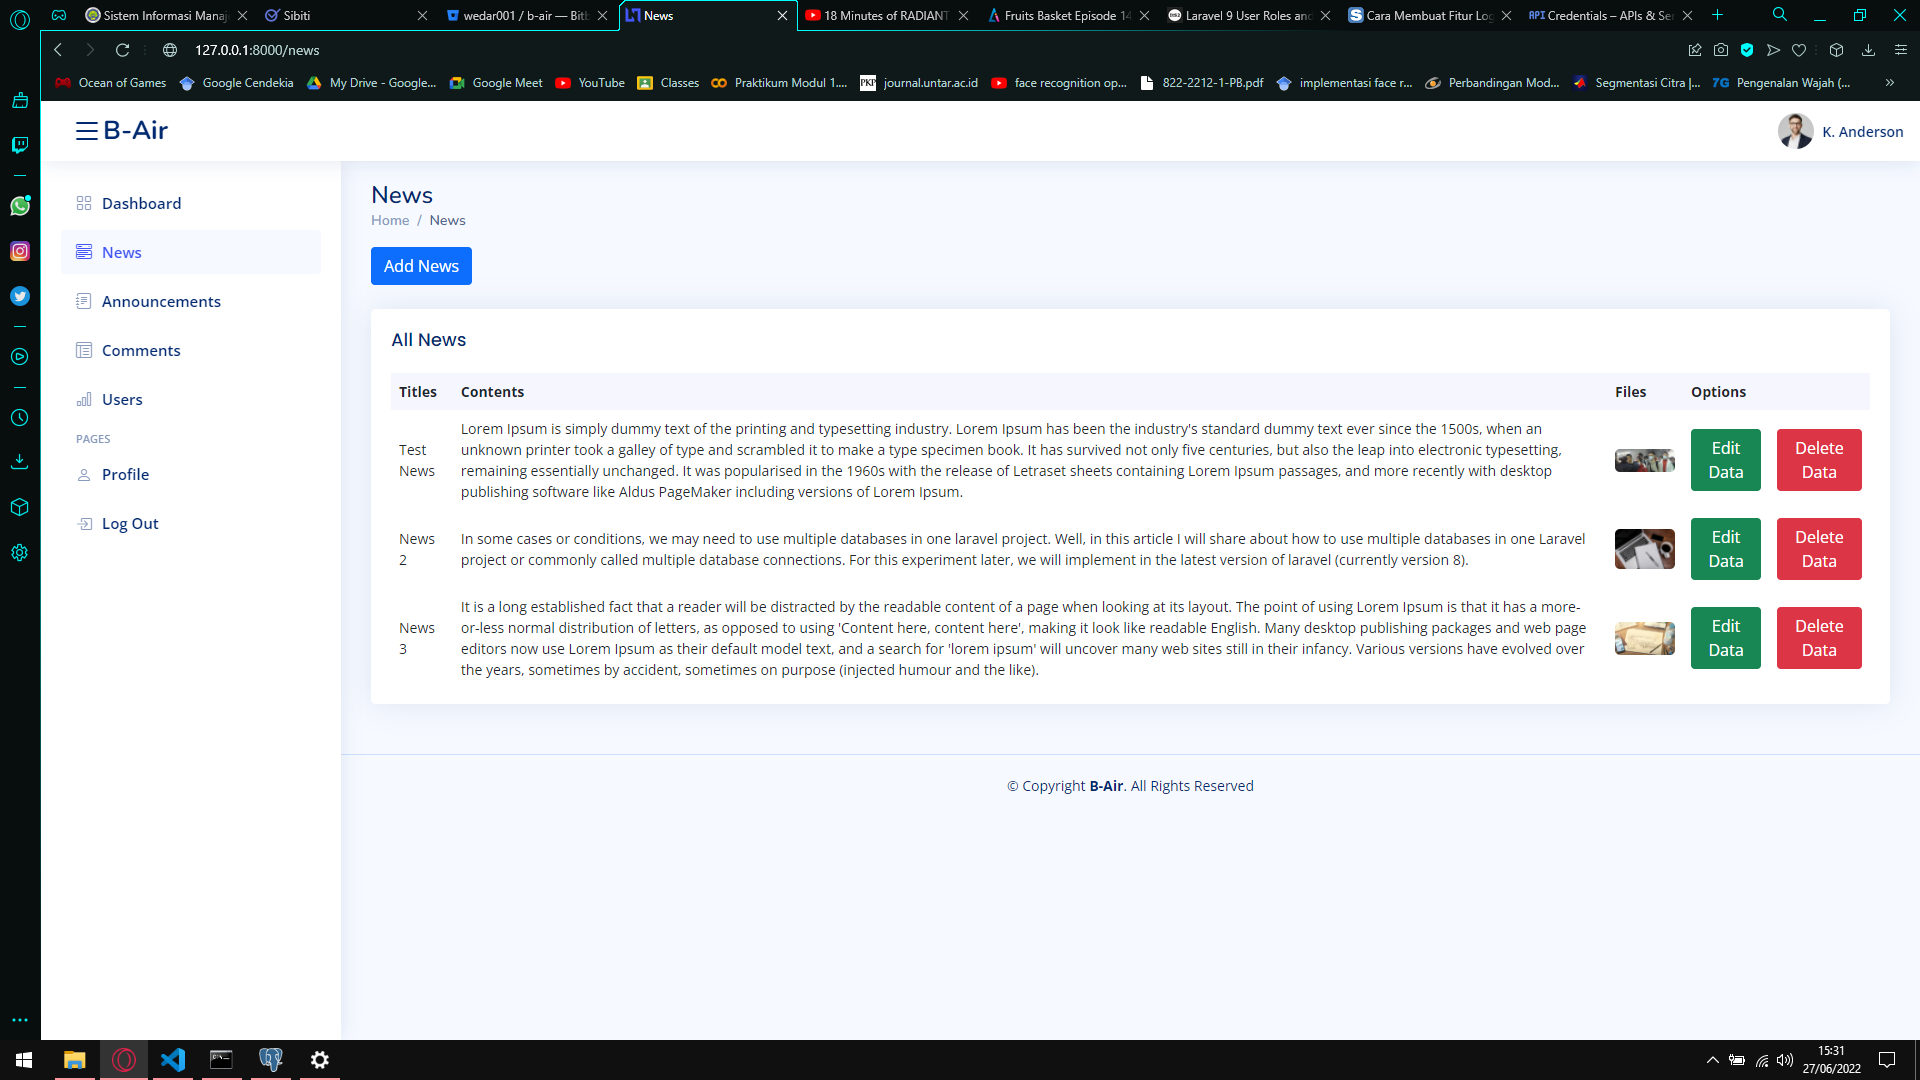 Sistem Informasi Manaj
Sibiti
wedar001 / b-air — Bitb
News
18 Minutes of RADIANT
Fruits Basket Episode 14
Laravel 9 User Roles and
Cara Membuat Fitur Log
API Credentials – APIs & Ser
127.0.0.1:8000/news
Ocean of Games
Google Cendekia
My Drive - Google...
Google Meet
YouTube
Classes
Praktikum Modul 1....
PKP journal.untar.ac.id
face recognition op...
822-2212-1-PB.pdf
implementasi face r...
Perbandingan Mod...
Segmentasi Citra |...
7G Pengenalan Wajah (...
B-Air
K. Anderson
Dashboard
News
Announcements
Comments
Users
PAGES
Profile
Log Out
News
Home / News
Add News
All News
Titles Contents Files Options
Test
News
Lorem Ipsum is simply dummy text of the printing and typesetting industry. Lorem Ipsum has been the industry's standard dummy text ever since the 1500s, when an
unknown printer took a galley of type and scrambled it to make a type specimen book. It has survived not only five centuries, but also the leap into electronic typesetting,
remaining essentially unchanged. It was popularised in the 1960s with the release of Letraset sheets containing Lorem Ipsum passages, and more recently with desktop
publishing software like Aldus PageMaker including versions of Lorem Ipsum.
Edit
Data
Delete
Data
News
2
In some cases or conditions, we may need to use multiple databases in one laravel project. Well, in this article I will share about how to use multiple databases in one Laravel
project or commonly called multiple database connections. For this experiment later, we will implement in the latest version of laravel (currently version 8).
Edit
Data
Delete
Data
News
3
It is a long established fact that a reader will be distracted by the readable content of a page when looking at its layout. The point of using Lorem Ipsum is that it has a more-
or-less normal distribution of letters, as opposed to using 'Content here, content here', making it look like readable English. Many desktop publishing packages and web page
editors now use Lorem Ipsum as their default model text, and a search for 'lorem ipsum' will uncover many web sites still in their infancy. Various versions have evolved over
the years, sometimes by accident, sometimes on purpose (injected humour and the like).
Edit
Data
Delete
Data
© Copyright B-Air. All Rights Reserved
15:31
27/06/2022